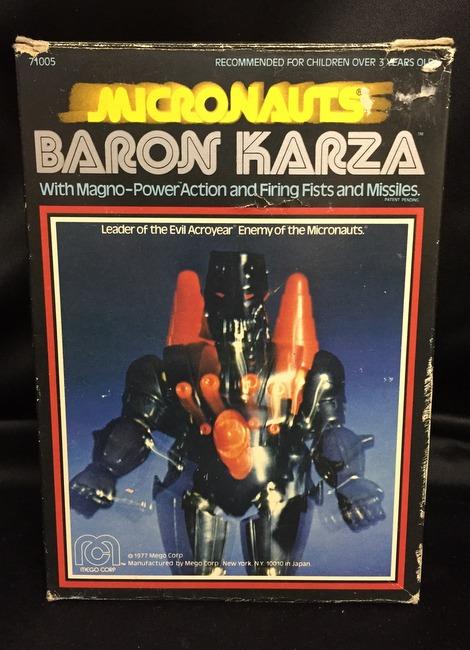 71005
RECOMMENDED FOR CHILDREN OVER 3 YEARS OLD
MICRONAUTS®
BARON KARZA™
With Magno-Power Action and Firing Fists and Missiles.
PATENT PENDING
Leader of the Evil Acroyear™ Enemy of the Micronauts.®
MEGO CORP™
© 1977 Mego Corp
Manufactured by Mego Corp., New York, N.Y. 10010 in Japan.